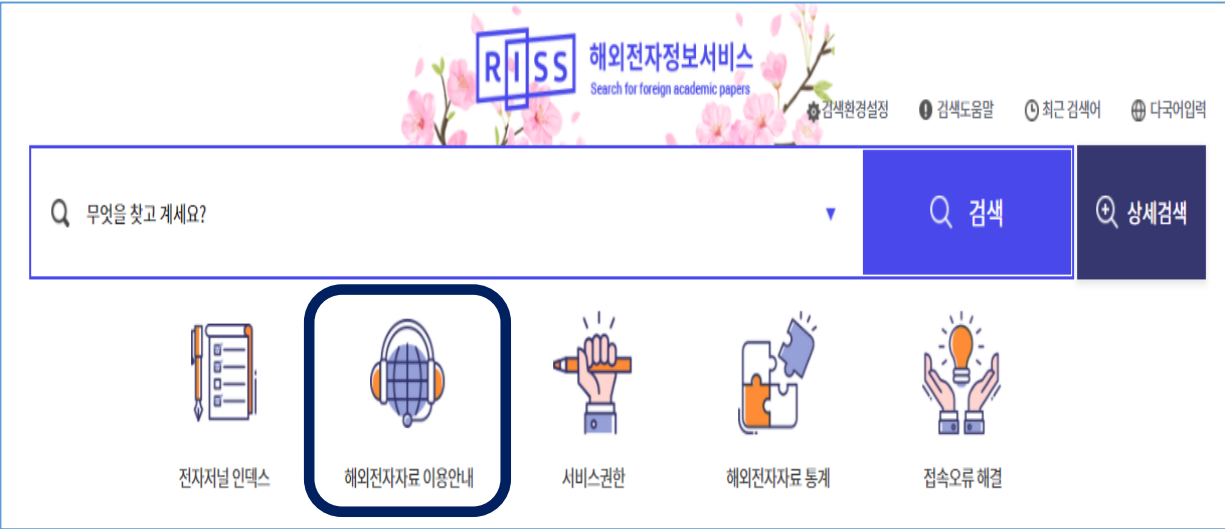 RISS 해외전자정보서비스
Search for foreign academic papers
검색환경설정 검색도움말 최근 검색어 다국어입력
무엇을 찾고 계세요? 검색 상세검색
전자저널 인덱스 해외전자자료 이용안내 서비스권한 해외전자자료 통계 접속오류 해결